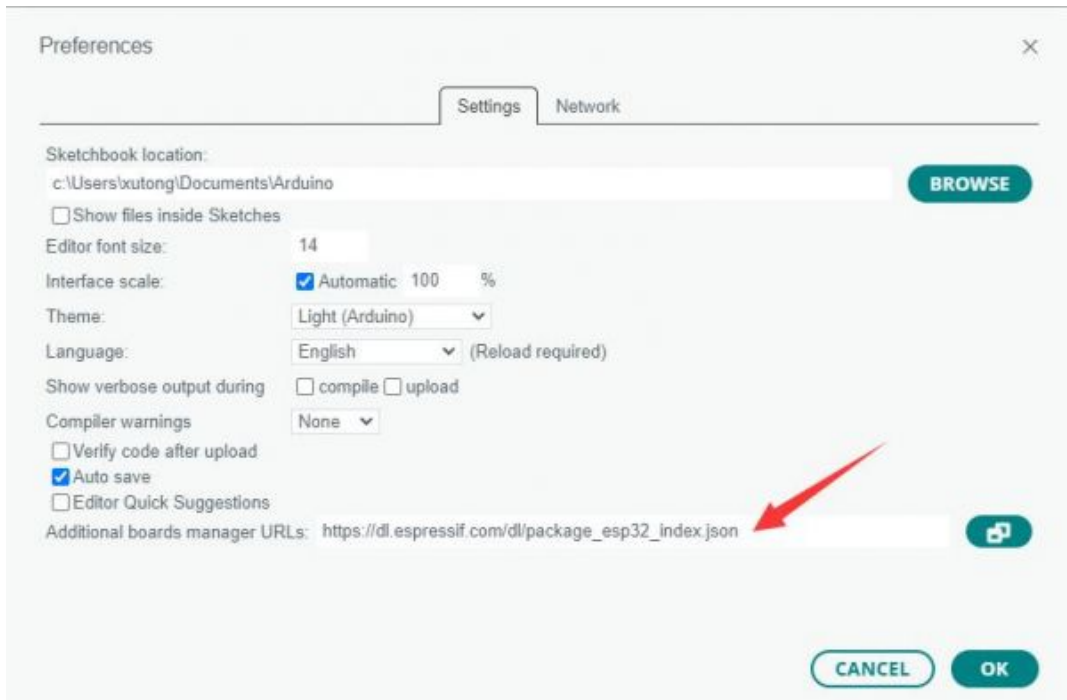 Preferences
Settings Network
Sketchbook location:
c:\Users\xutong\Documents\Arduino
BROWSE
Show files inside Sketches
Editor font size: 14
Interface scale: Automatic 100 %
Theme: Light (Arduino)
Language: English (Reload required)
Show verbose output during compile upload
Compiler warnings None
Verify code after upload
Auto save
Editor Quick Suggestions
Additional boards manager URLs: https://dl.espressif.com/dl/package_esp32_index.json
CANCEL OK